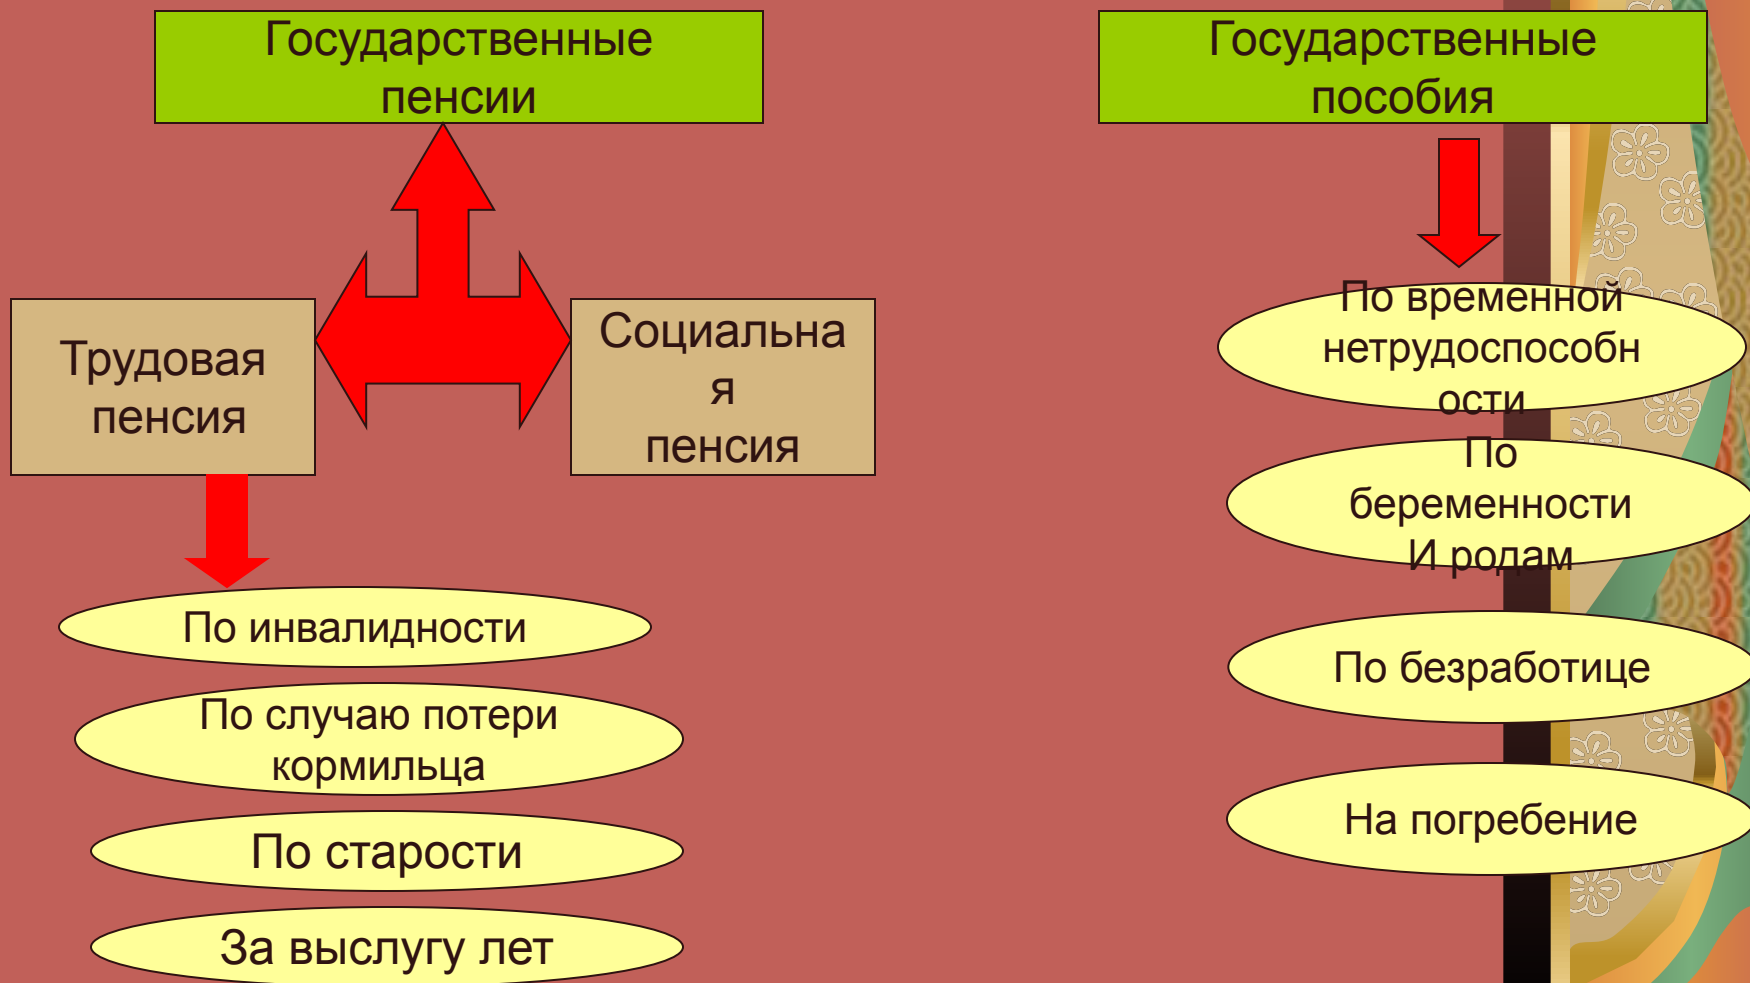 Государственные
пенсии
Трудовая
пенсия
Социальна
я
пенсия
По инвалидности
По случаю потери
кормильца
По старости
За выслугу лет
Государственные
пособия
По временной
нетрудоспособн
ости
По
беременности
И родам
По безработице
На погребение